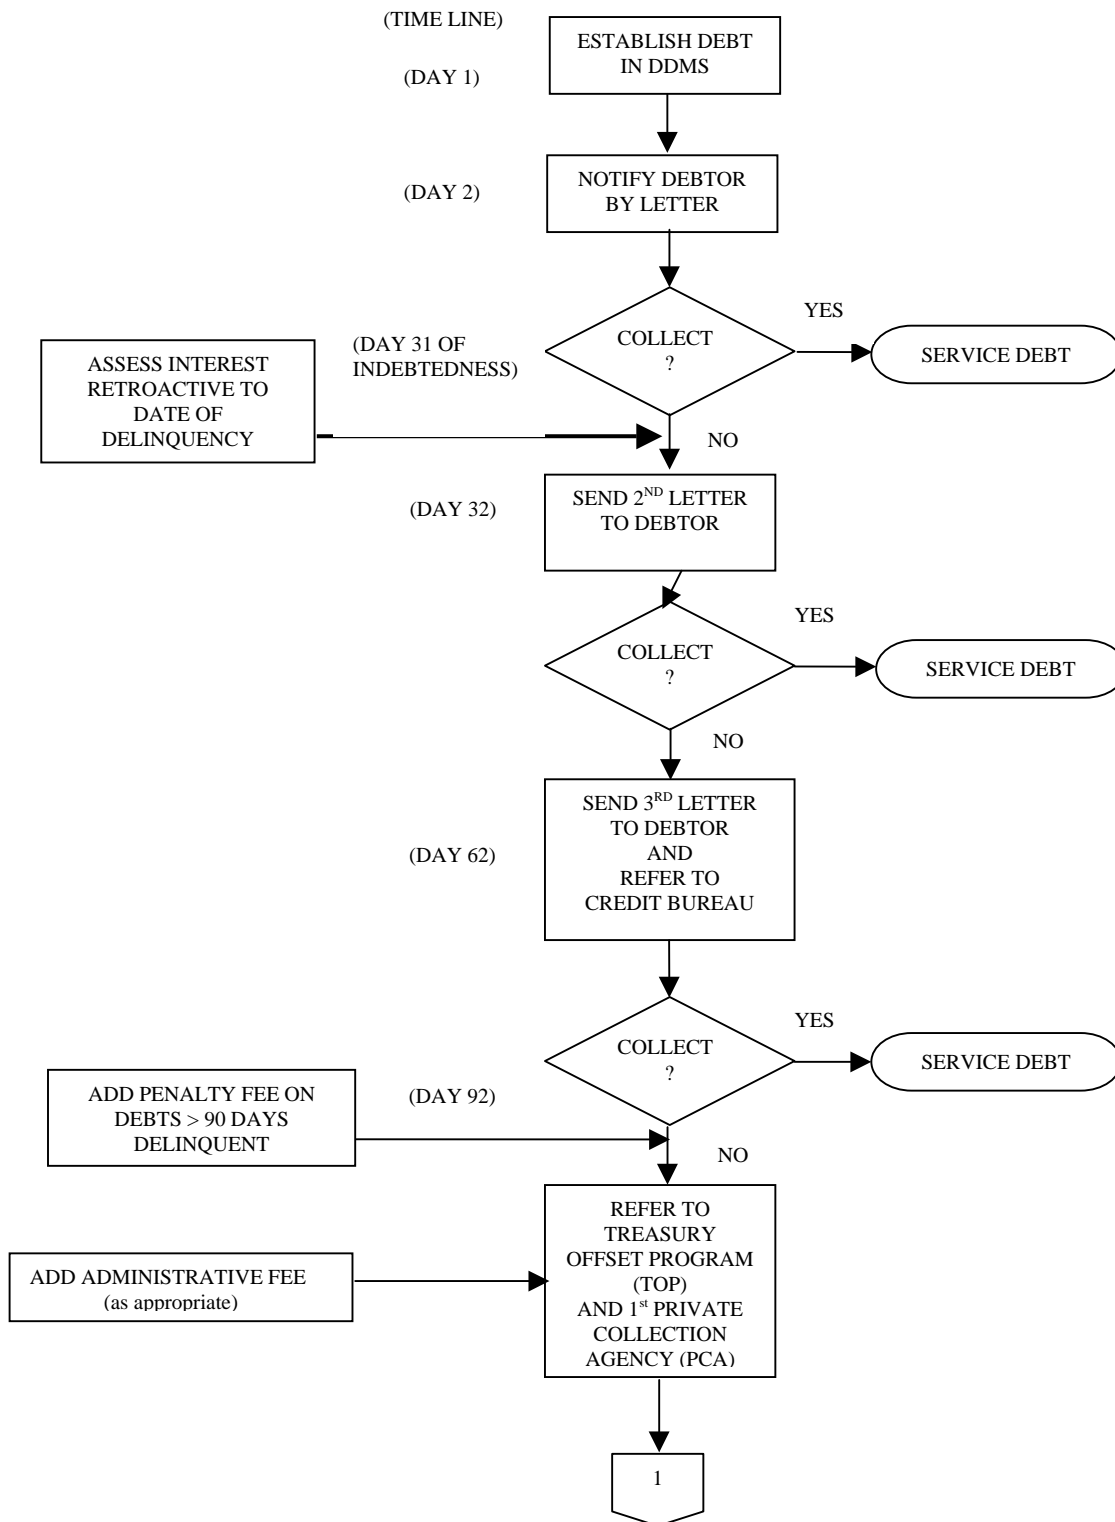 (TIME LINE)
ESTABLISH DEBT
IN DDMS
(DAY 1)
(DAY 2)
NOTIFY DEBTOR
BY LETTER
COLLECT
?
YES
SERVICE DEBT
(DAY 31 OF
INDEBTEDNESS)
ASSESS INTEREST
RETROACTIVE TO
DATE OF
DELINQUENCY
NO
(DAY 32)
SEND 2ND LETTER
TO DEBTOR
COLLECT
?
YES
SERVICE DEBT
NO
(DAY 62)
SEND 3RD LETTER
TO DEBTOR
AND
REFER TO
CREDIT BUREAU
COLLECT
?
YES
SERVICE DEBT
(DAY 92)
ADD PENALTY FEE ON
DEBTS > 90 DAYS
DELINQUENT
NO
REFER TO
TREASURY
OFFSET PROGRAM
(TOP)
AND 1st PRIVATE
COLLECTION
AGENCY (PCA)
ADD ADMINISTRATIVE FEE
(as appropriate)
1